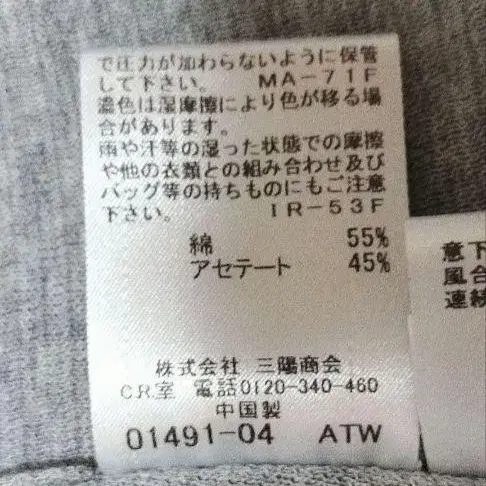 で圧力が加わらないように保管
して下さい。 MA-71F
濃色は湿摩擦により色が移る場
合があります。
雨や汗等の湿った状態での摩擦
や他の衣類との組み合わせ及び
バッグ等の持ちものにもご注意
下さい。 IR-53F
綿 55%
アセテート 45%
株式会社 三陽商会
C.R.室 電話0120-340-460
中国製
01491-04 ATW
意下
風合
連続